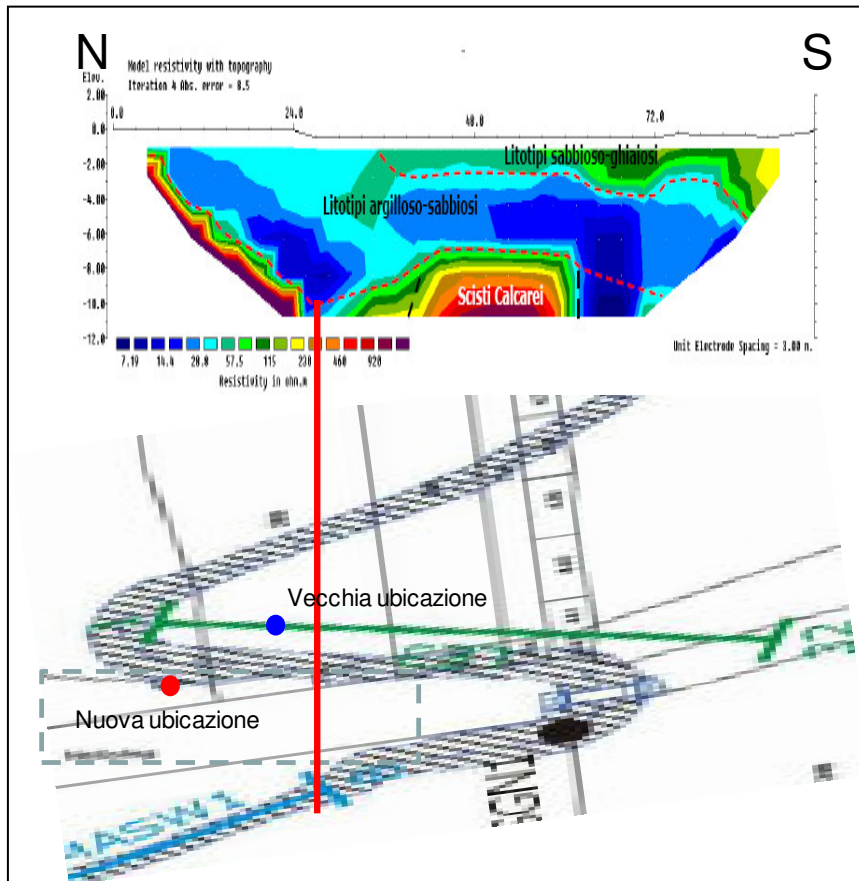 N
S
Model resistivity with topography
Iteration 4 Abs. error = 8.5
Elev.
2.00
0.0
-2.00
-4.00
-6.00
-8.00
-10.0
-12.0
0.0
24.0
48.0
72.0
Litotipi sabbioso-ghiaiosi
Litotipi argilloso-sabbiosi
Scisti Calcarei
7.19
14.4
28.8
57.5
115
230
460
920
Resistivity in ohm.m
Unit Electrode Spacing = 3.00 m.
Vecchia ubicazione
Nuova ubicazione